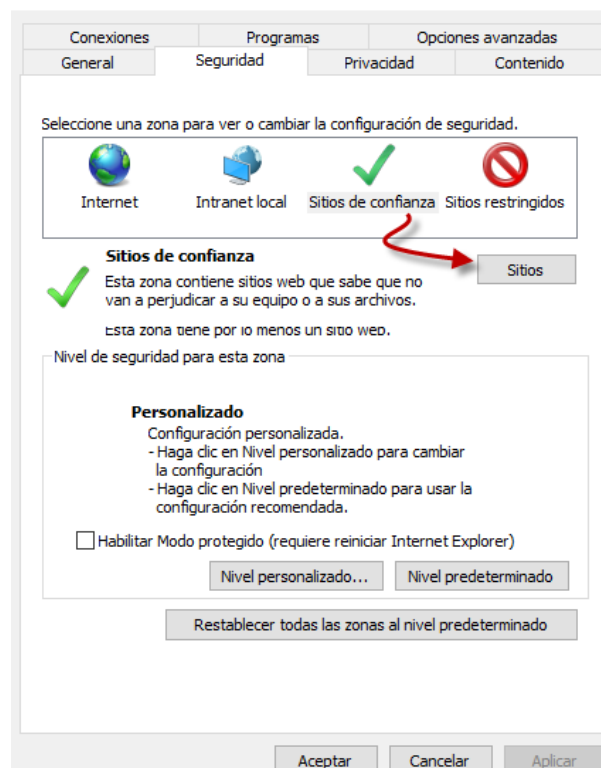 Conexiones Programas Opciones avanzadas
General Seguridad Privacidad Contenido
Seleccione una zona para ver o cambiar la configuración de seguridad.
Internet Intranet local Sitios de confianza Sitios restringidos
Sitios de confianza
Sitios
Esta zona contiene sitios web que sabe que no
van a perjudicar a su equipo o a sus archivos.
Esta zona tiene por lo menos un sitio web.
Nivel de seguridad para esta zona
Personalizado
Configuración personalizada.
- Haga clic en Nivel personalizado para cambiar
la configuración
- Haga clic en Nivel predeterminado para usar la
configuración recomendada.
Habilitar Modo protegido (requiere reiniciar Internet Explorer)
Nivel personalizado... Nivel predeterminado
Restablecer todas las zonas al nivel predeterminado
Aceptar Cancelar Aplicar